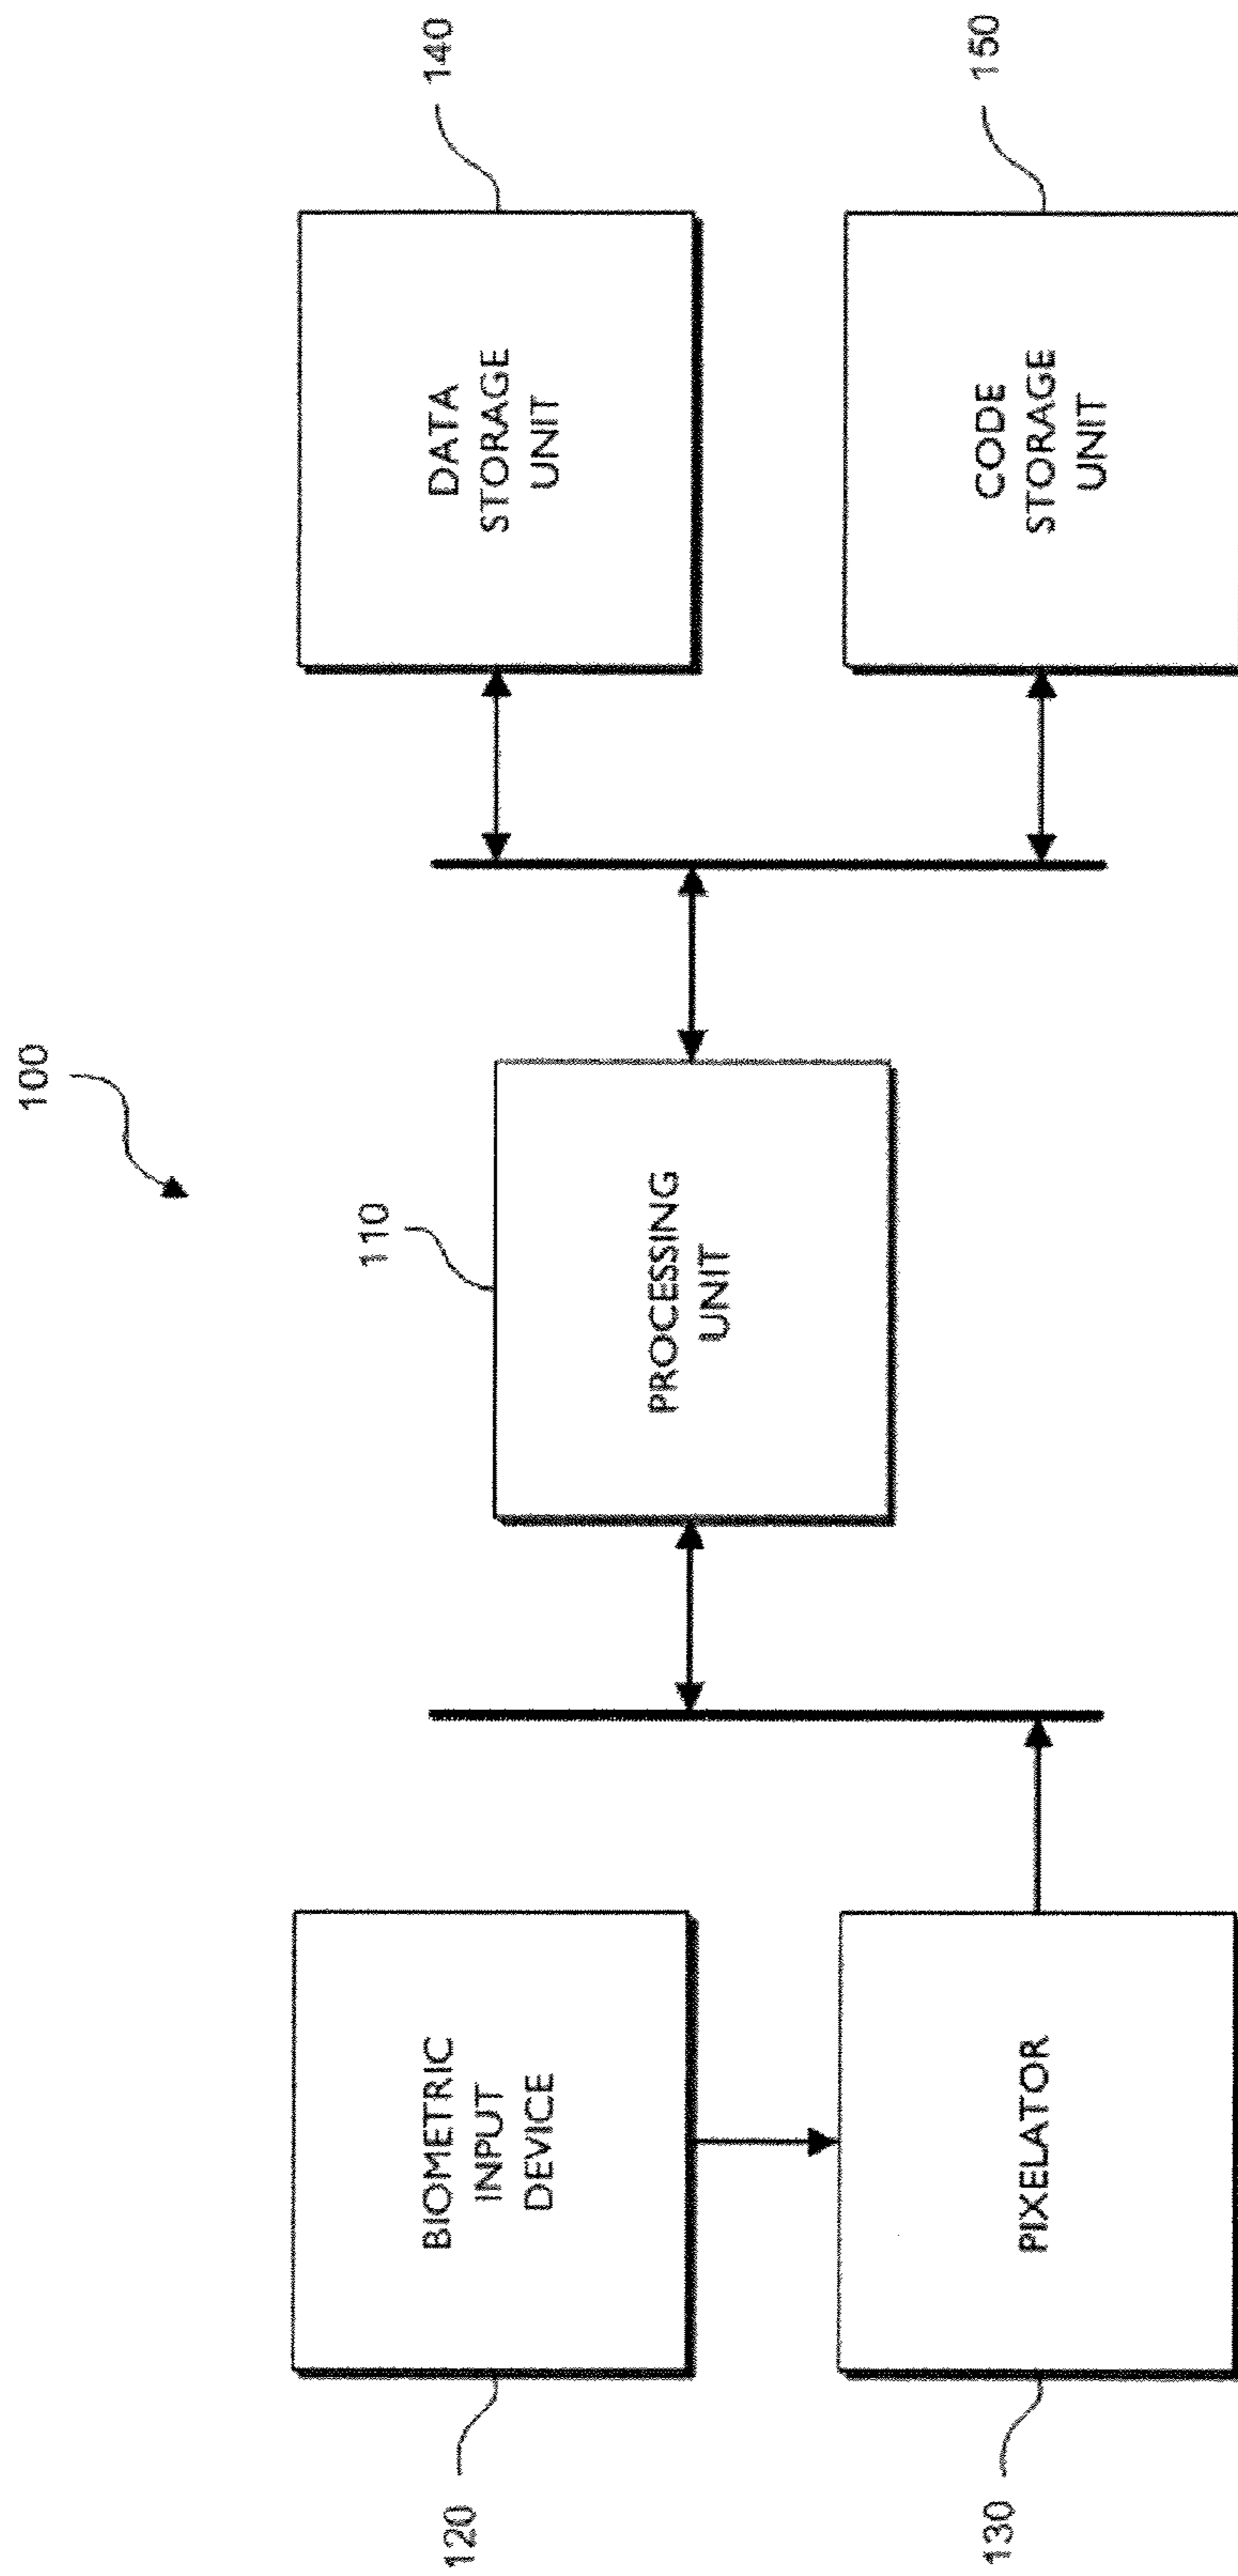 100
120
BIOMETRIC
INPUT
DEVICE
130
PIXELATOR
110
PROCESSING
UNIT
140
DATA
STORAGE
UNIT
150
CODE
STORAGE
UNIT